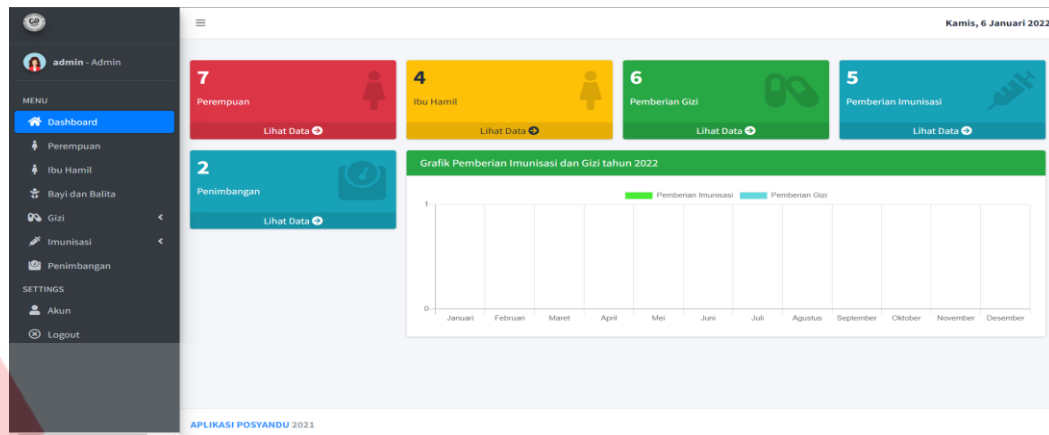 Kamis, 6 Januari 2022
admin - Admin
MENU
Dashboard
Perempuan
Ibu Hamil
Bayi dan Balita
Gizi
Imunisasi
Penimbangan
SETTINGS
Akun
Logout
7
Perempuan
Lihat Data
4
Ibu Hamil
Lihat Data
6
Pemberian Gizi
Lihat Data
5
Pemberian Imunisasi
Lihat Data
2
Penimbangan
Lihat Data
Grafik Pemberian Imunisasi dan Gizi tahun 2022
Pemberian Imunisasi Pemberian Gizi
1
0
Januari Februari Maret April Mei Juni Juli Agustus September Oktober November Desember
APLIKASI POSYANDU 2021